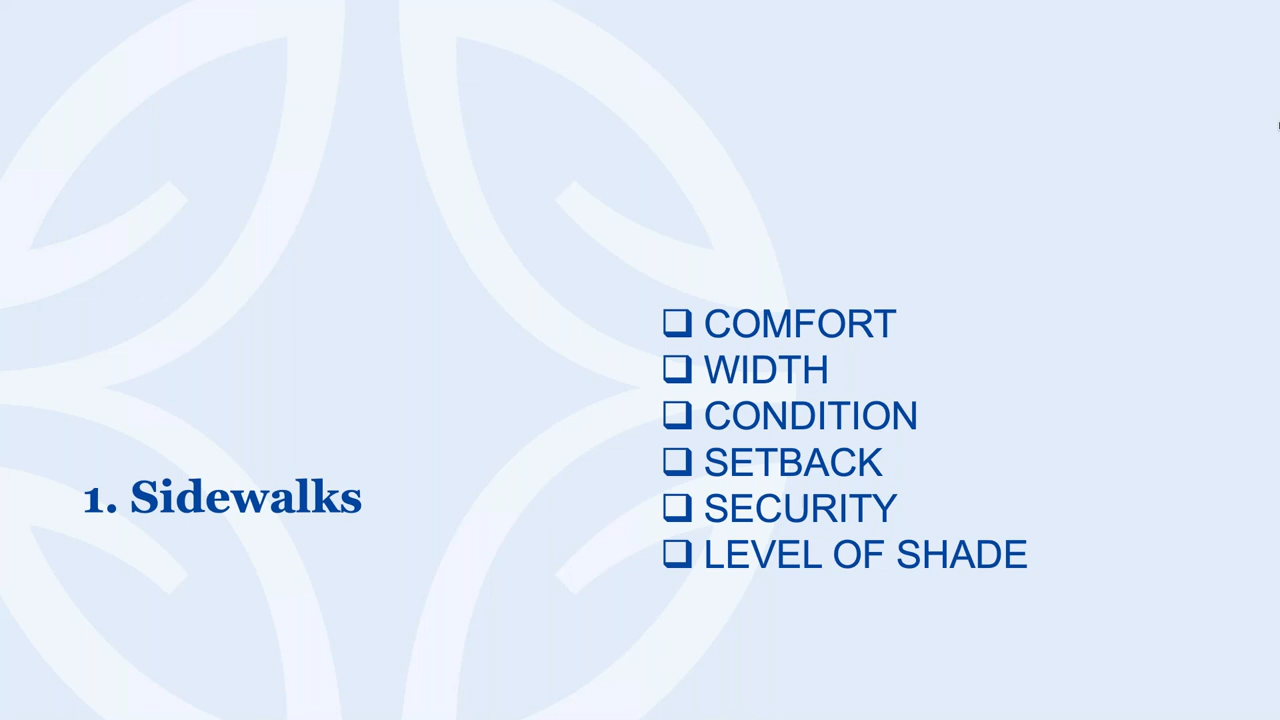 1. Sidewalks
❑ COMFORT
❑ WIDTH
❑ CONDITION
❑ SETBACK
❑ SECURITY
❑ LEVEL OF SHADE